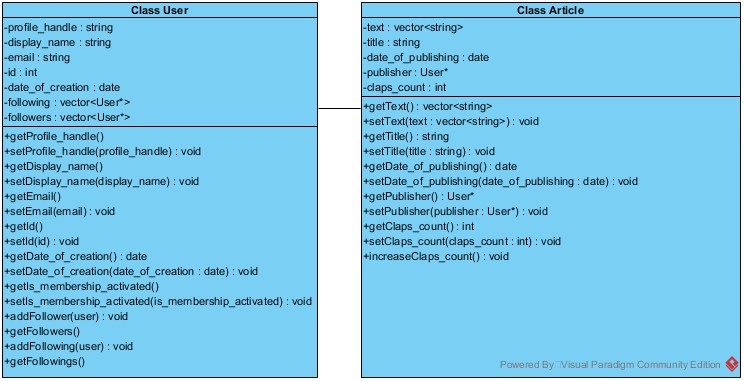 Class User
-profile_handle : string
-display_name : string
-email : string
-id : int
-date_of_creation : date
-following : vector<User*>
-followers : vector<User*>
+getProfile_handle()
+setProfile_handle(profile_handle) : void
+getDisplay_name()
+setDisplay_name(display_name) : void
+getEmail()
+setEmail(email) : void
+getId()
+setId(id) : void
+getDate_of_creation() : date
+setDate_of_creation(date_of_creation : date) : void
+getIs_membership_activated()
+setIs_membership_activated(is_membership_activated) : void
+addFollower(user) : void
+getFollowers()
+addFollowing(user) : void
+getFollowings()
Class Article
-text : vector<string>
-title : string
-date_of_publishing : date
-publisher : User*
-claps_count : int
+getText() : vector<string>
+setText(text : vector<string>) : void
+getTitle() : string
+setTitle(title : string) : void
+getDate_of_publishing() : date
+setDate_of_publishing(date_of_publishing : date) : void
+getPublisher() : User*
+setPublisher(publisher : User*) : void
+getClaps_count() : int
+setClaps_count(claps_count : int) : void
+increaseClaps_count() : void
Powered By Visual Paradigm Community Edition